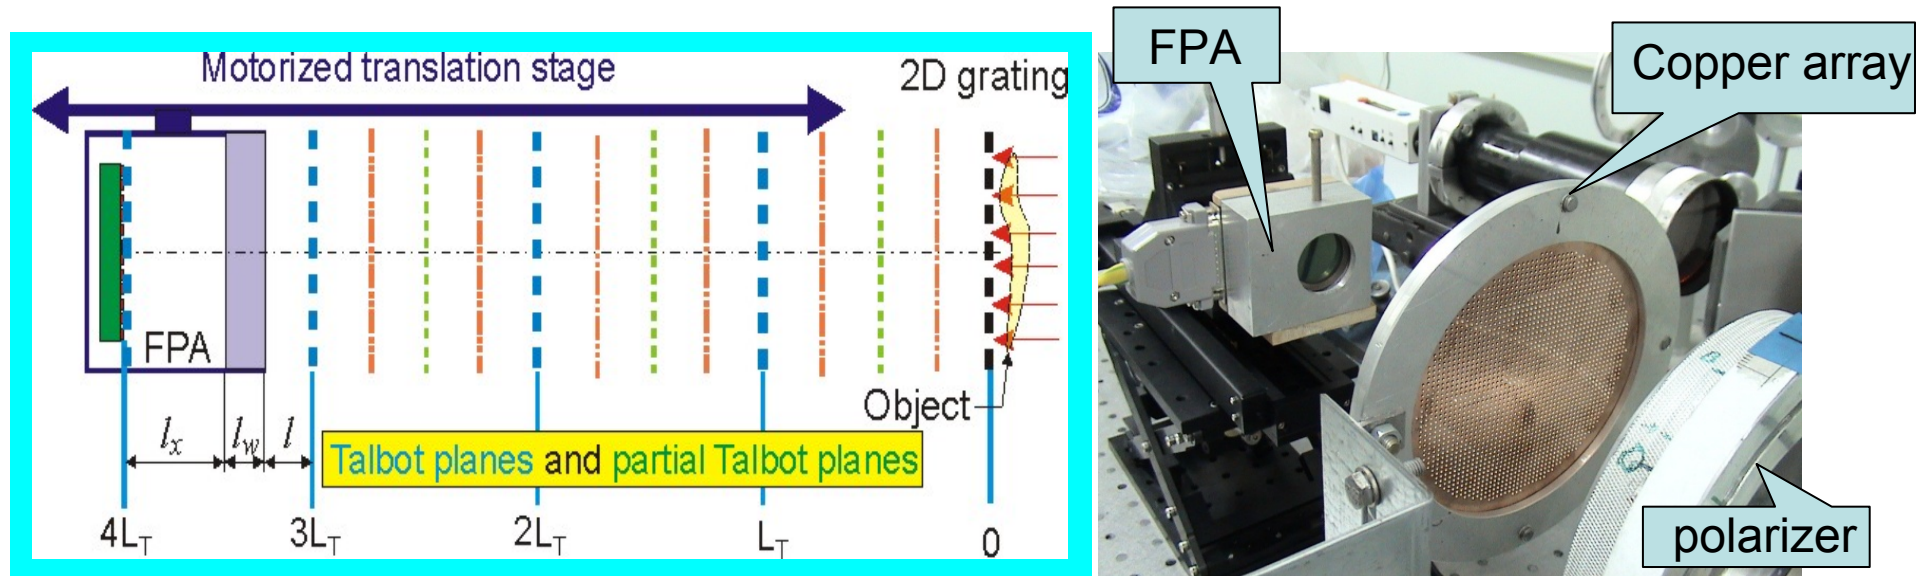 Motorized translation stage
2D grating
FPA
Object
lx lw l
Talbot planes and partial Talbot planes
4LT 3LT 2LT LT 0
FPA
Copper array
polarizer